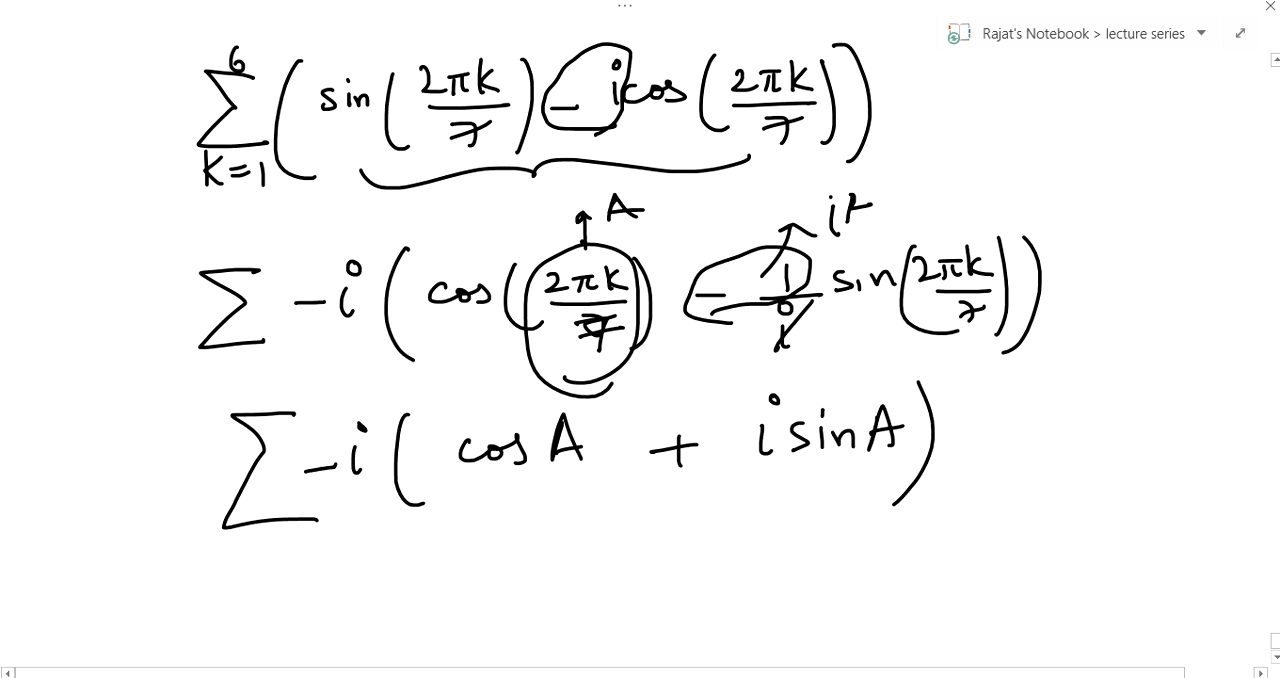 Rajat's Notebook > lecture series
6
∑ ( sin ( 2πk / 7 ) - i cos ( 2πk / 7 ) )
k=1
A i²
∑ -i ( cos ( 2πk / 7 ) - 1 / i sin ( 2πk / 7 ) )
∑ -i ( cos A + i sin A )